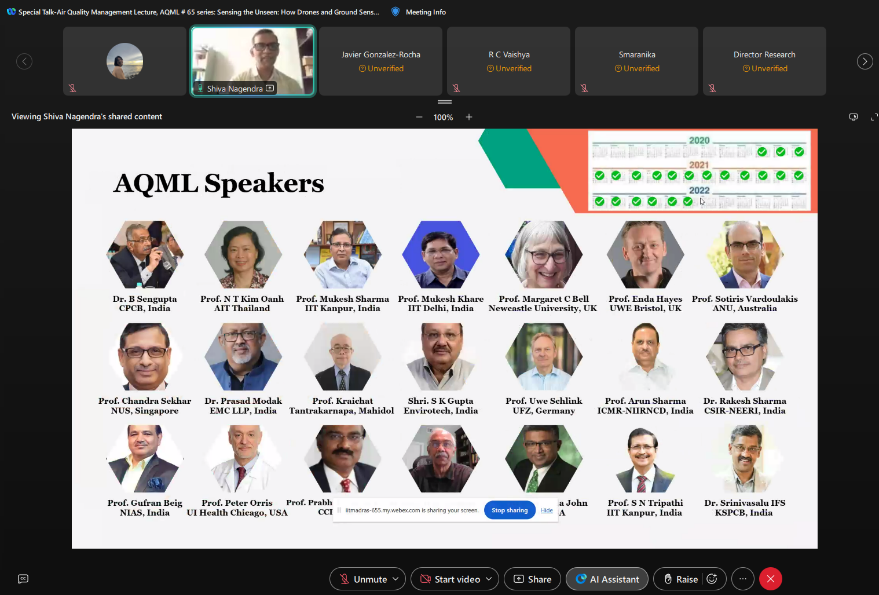 Special Talk-Air Quality Management Lecture, AQML # 65 series: Sensing the Unseen: How Drones and Ground Sens...
Meeting Info
Shiva Nagendra
Javier Gonzalez-Rocha
Unverified
R C Vaishya
Unverified
Smaranika
Unverified
Director Research
Unverified
Viewing Shiva Nagendra's shared content
100%
AQML Speakers
2020
2021
2022
Dr. B Sengupta
CPCB, India
Prof. N T Kim Oanh
AIT Thailand
Prof. Mukesh Sharma
IIT Kanpur, India
Prof. Mukesh Khare
IIT Delhi, India
Prof. Margaret C Bell
Newcastle University, UK
Prof. Enda Hayes
UWE Bristol, UK
Prof. Sotiris Vardoulakis
ANU, Australia
Prof. Chandra Sekhar
NUS, Singapore
Dr. Prasad Modak
EMC LLP, India
Prof. Kraichat
Tantrakarnapa, Mahidol
Shri. S K Gupta
Envirotech, India
Prof. Uwe Schlink
UFZ, Germany
Prof. Arun Sharma
ICMR-NIIRNCD, India
Dr. Rakesh Sharma
CSIR-NEERI, India
Prof. Gufran Beig
NIAS, India
Prof. Peter Orris
UI Health Chicago, USA
Prof. Prabh
John
Prof. S N Tripathi
IIT Kanpur, India
Dr. Srinivasalu IFS
KSPCB, India
iitmadras-655.my.webex.com is sharing your screen.
Stop sharing
Hide
Unmute
Start video
Share
AI Assistant
Raise